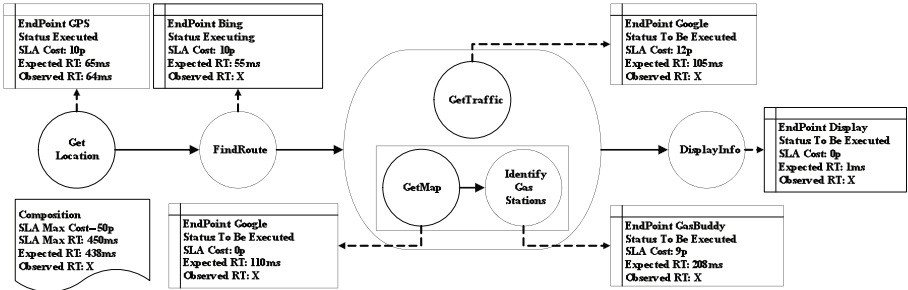 EndPoint GPS
Status Executed
SLA Cost: 10p
Expected RT: 65ms
Observed RT: 64ms
EndPoint Bing
Status Executing
SLA Cost: 10p
Expected RT: 55ms
Observed RT: X
EndPoint Google
Status To Be Executed
SLA Cost: 12p
Expected RT: 105ms
Observed RT: X
GetTraffic
Get
Location
FindRoute
DisplayInfo
EndPoint Display
Status To Be Executed
SLA Cost: 0p
Expected RT: 1ms
Observed RT: X
GetMap
Identify
Gas
Stations
Composition
SLA Max Cost–50p
SLA Max RT: 450ms
Expected RT: 438ms
Observed RT: X
EndPoint Google
Status To Be Executed
SLA Cost: 0p
Expected RT: 110ms
Observed RT: X
EndPoint GasBuddy
Status To Be Executed
SLA Cost: 9p
Expected RT: 208ms
Observed RT: X